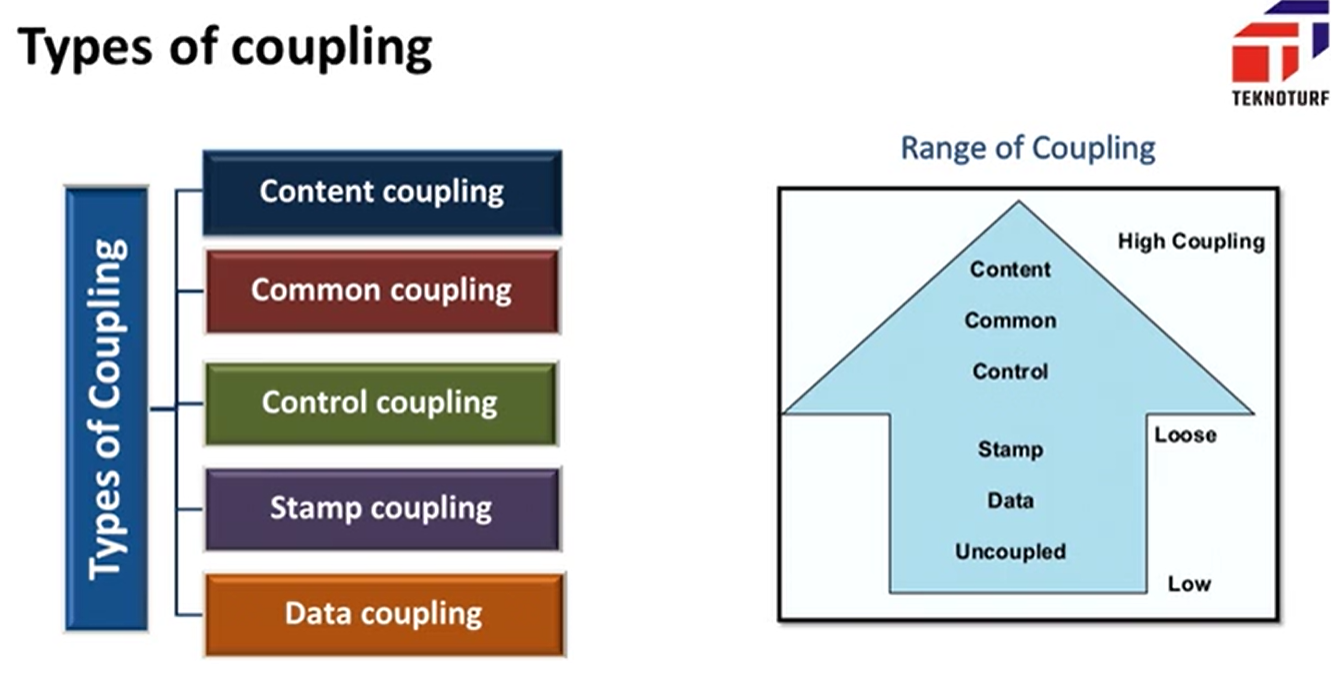 Types of coupling
TEKNOTURF
Types of Coupling
Content coupling
Common coupling
Control coupling
Stamp coupling
Data coupling
Range of Coupling
High Coupling
Content
Common
Control
Loose
Stamp
Data
Uncoupled
Low